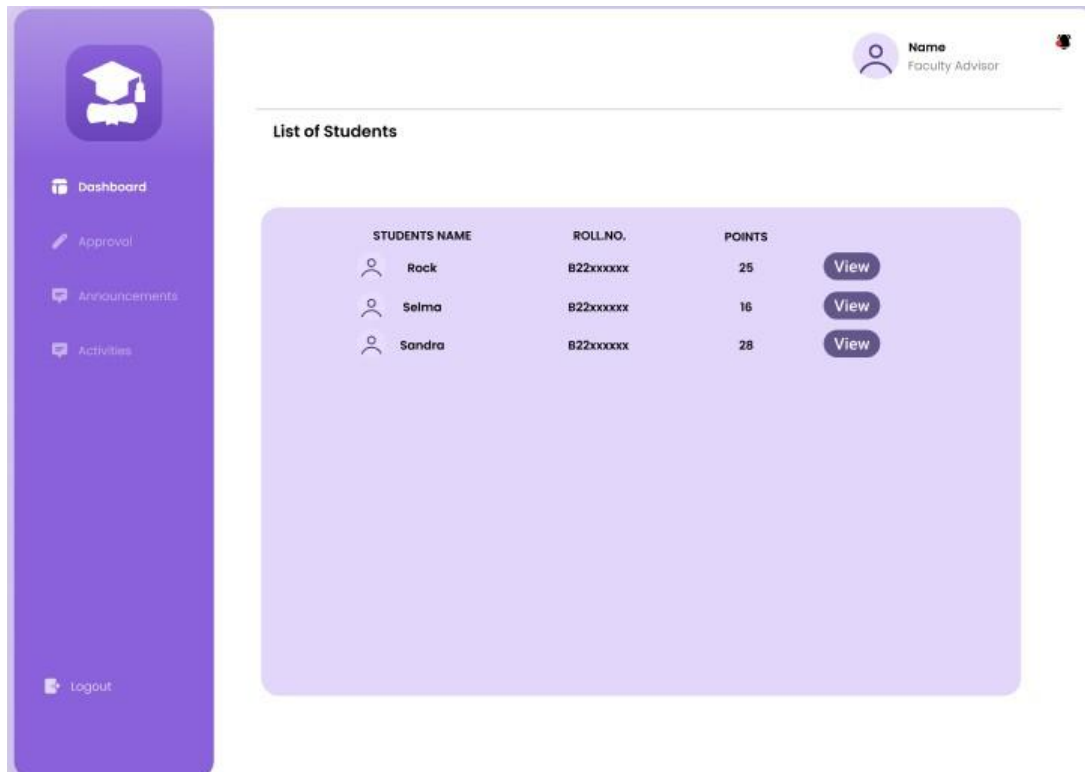 Name
Faculty Advisor
List of Students
Dashboard
Approval
Announcements
Activities
Logout
STUDENTS NAME ROLL.NO. POINTS
Rock B22xxxxxx 25 View
Selma B22xxxxxx 16 View
Sandra B22xxxxxx 28 View